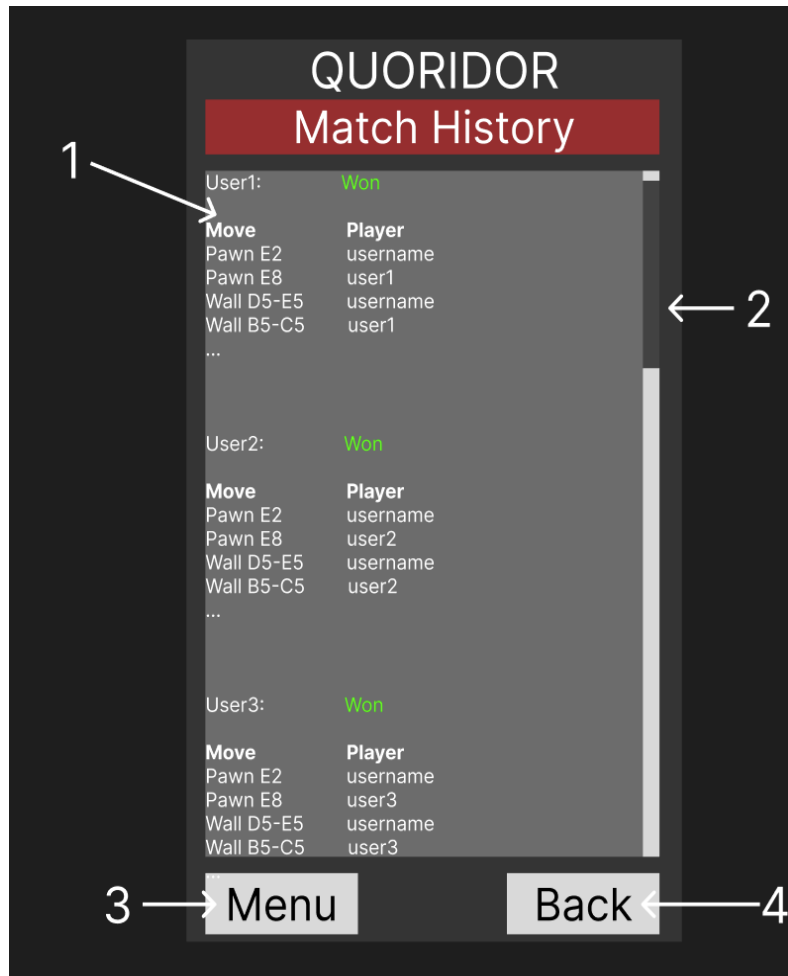 QUORIDOR
Match History
1
User1: Won
Move Player
Pawn E2 username
Pawn E8 user1
Wall D5-E5 username
2
Wall B5-C5 user1
...
User2: Won
Move Player
Pawn E2 username
Pawn E8 user2
Wall D5-E5 username
Wall B5-C5 user2
...
User3: Won
Move Player
Pawn E2 username
Pawn E8 user3
Wall D5-E5 username
Wall B5-C5 user3
...
3 Menu Back 4